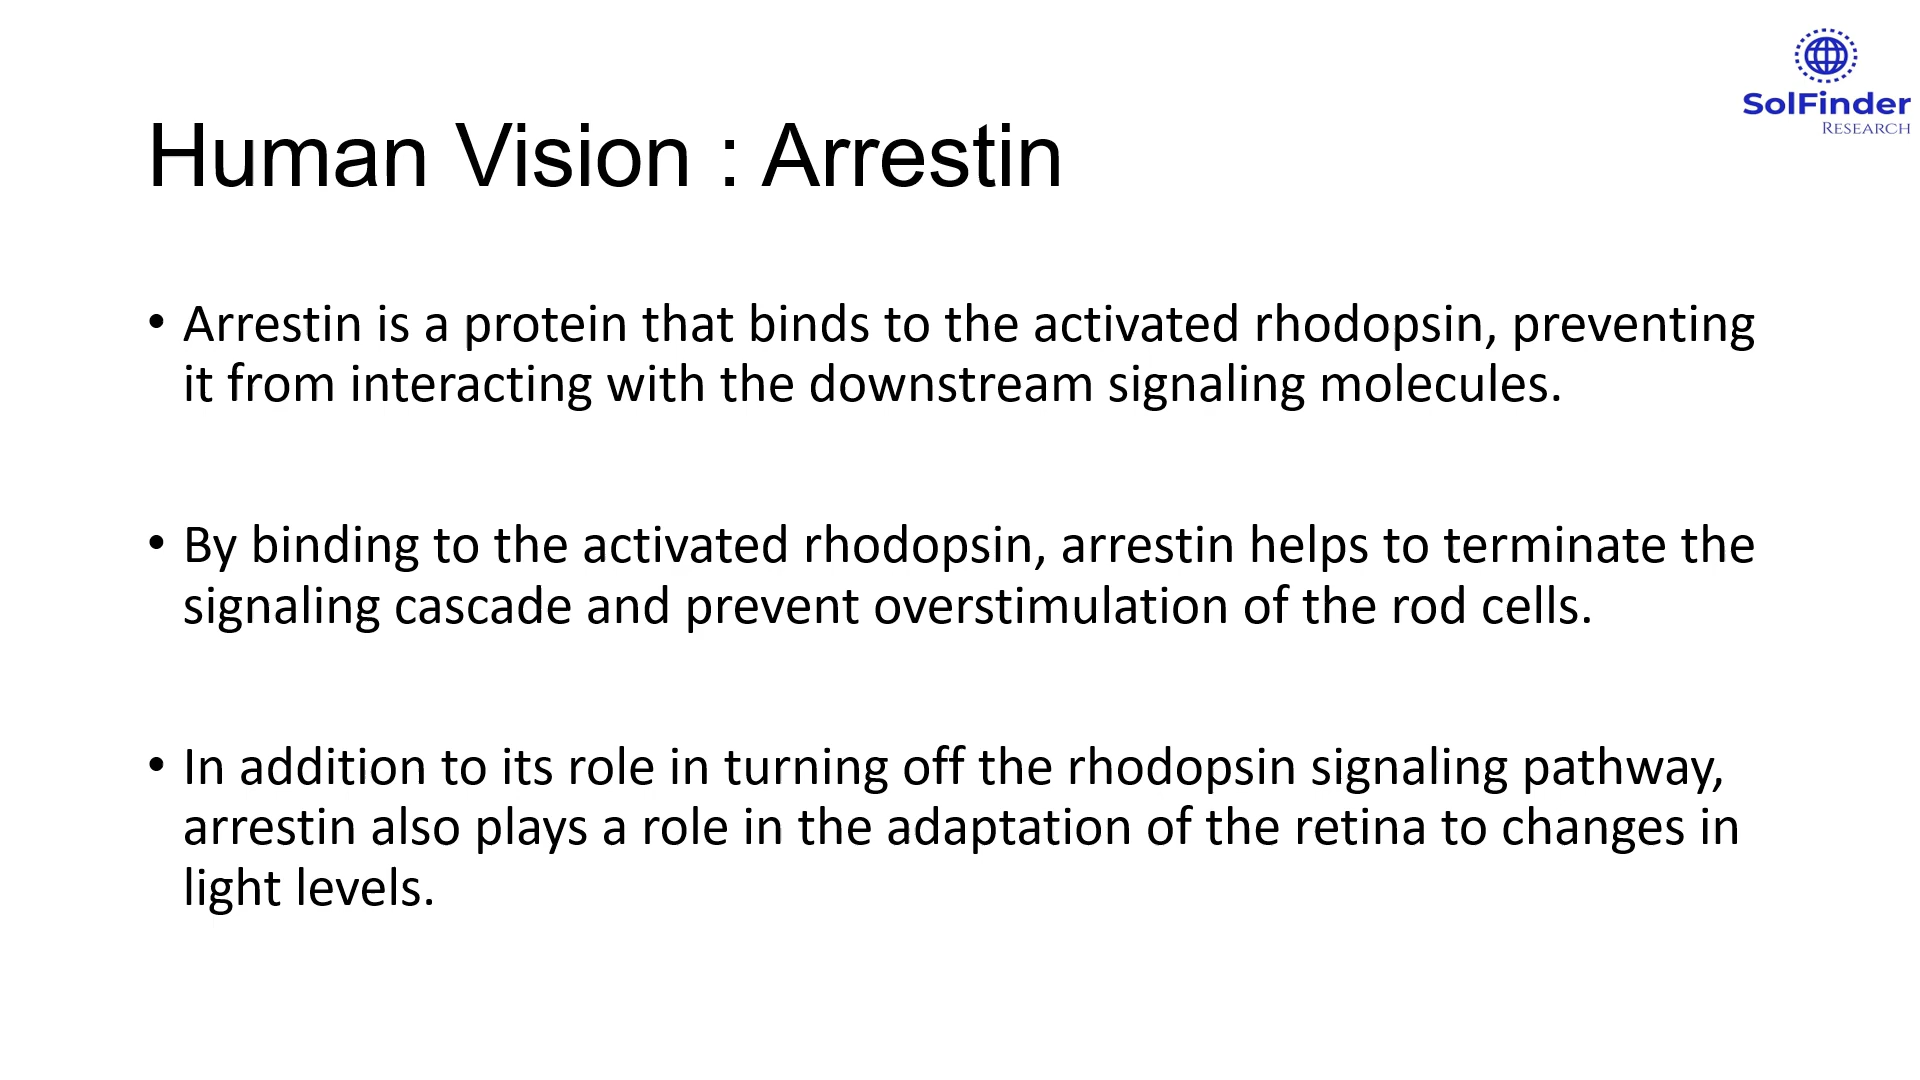 SolFinder
RESEARCH
Human Vision : Arrestin
• Arrestin is a protein that binds to the activated rhodopsin, preventing
it from interacting with the downstream signaling molecules.
• By binding to the activated rhodopsin, arrestin helps to terminate the
signaling cascade and prevent overstimulation of the rod cells.
• In addition to its role in turning off the rhodopsin signaling pathway,
arrestin also plays a role in the adaptation of the retina to changes in
light levels.